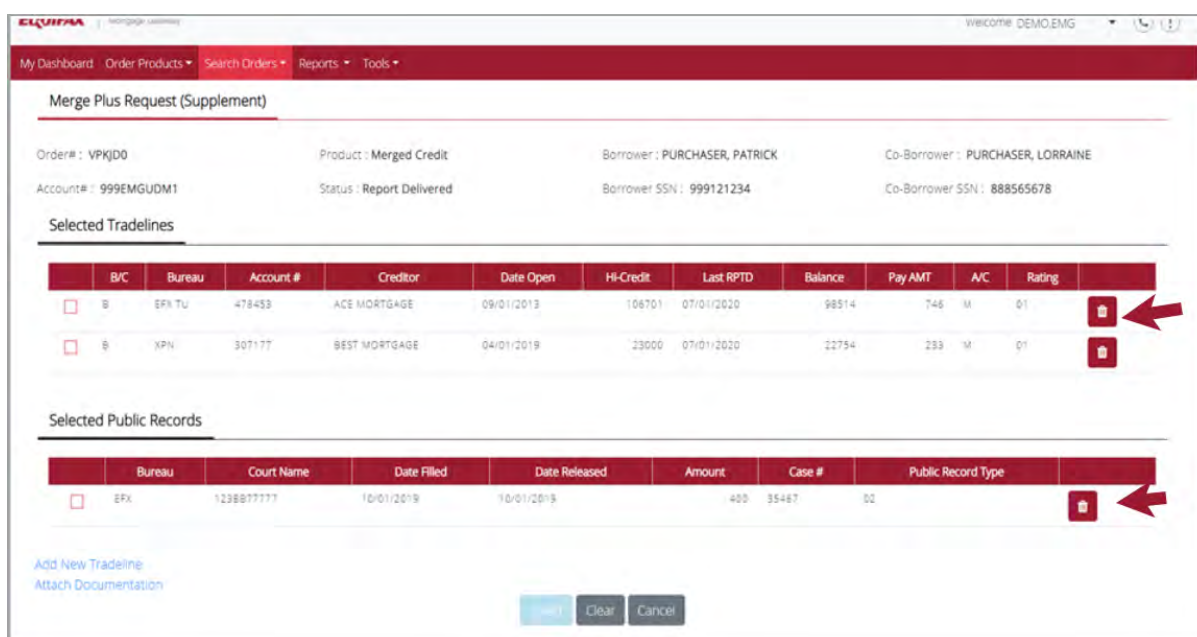 EQUIFAX | Mortgage Gateway Welcome DEMO,EMG
My Dashboard Order Products Search Orders Reports Tools
Merge Plus Request (Supplement)
Order# : VPKJD0 Product : Merged Credit Borrower : PURCHASER, PATRICK Co-Borrower : PURCHASER, LORRAINE
Account# : 999EMGUDM1 Status : Report Delivered Borrower SSN : 999121234 Co-Borrower SSN : 888565678
Selected Tradelines
B/C Bureau Account # Creditor Date Open Hi-Credit Last RPTD Balance Pay AMT A/C Rating
B EFX TU 478453 ACE MORTGAGE 09/01/2013 106701 07/01/2020 98514 746 M 01
B XPN 307177 BEST MORTGAGE 04/01/2019 23000 07/01/2020 22754 233 M 01
Selected Public Records
Bureau Court Name Date Filled Date Released Amount Case # Public Record Type
EFX 123BB77777 10/01/2019 10/01/2019 400 35467 02
Add New Tradeline
Attach Documentation
Clear Cancel